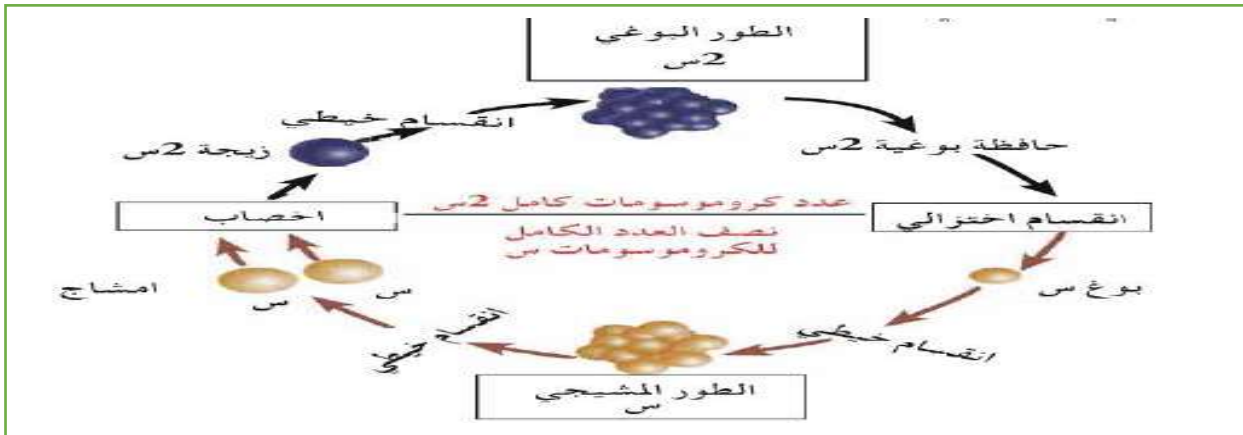 الطور البوغي
2س
انقسام خيطي
زيجة 2س
حافظة بوغية 2س
عدد كروموسومات كامل 2س
نصف العدد الكامل
للكروموسومات س
اخصاب
انقسام اختزالي
امشاج
س
س
بوغ س
انقسام خيطي
انقسام خيطي
الطور المشيجي
س